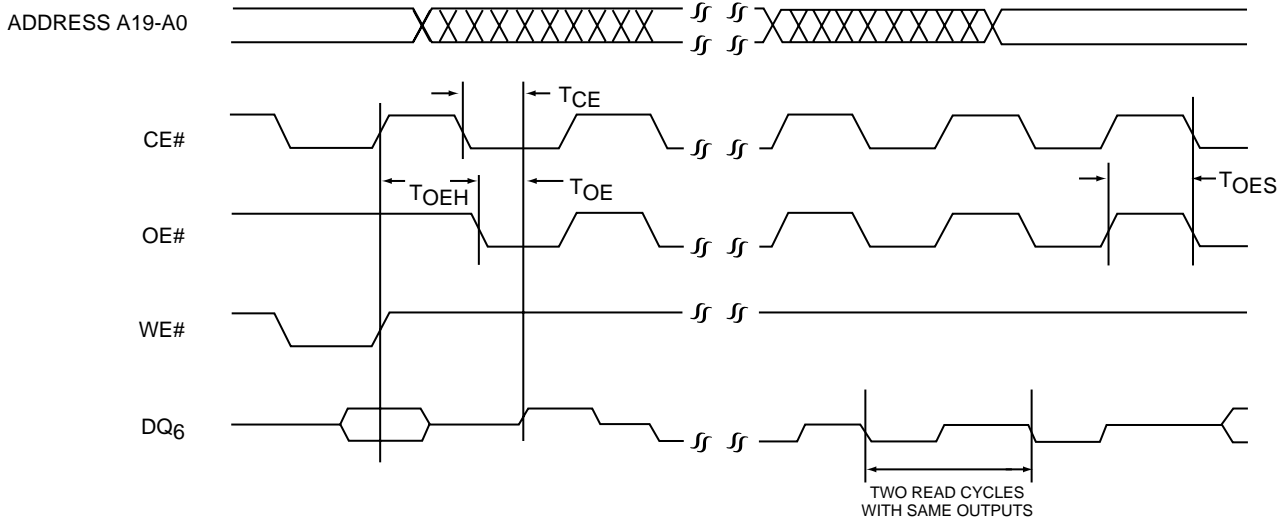 ADDRESS A19-A0
TCE
CE#
TOEH
TOE
TOES
OE#
WE#
DQ6
TWO READ CYCLES
WITH SAME OUTPUTS